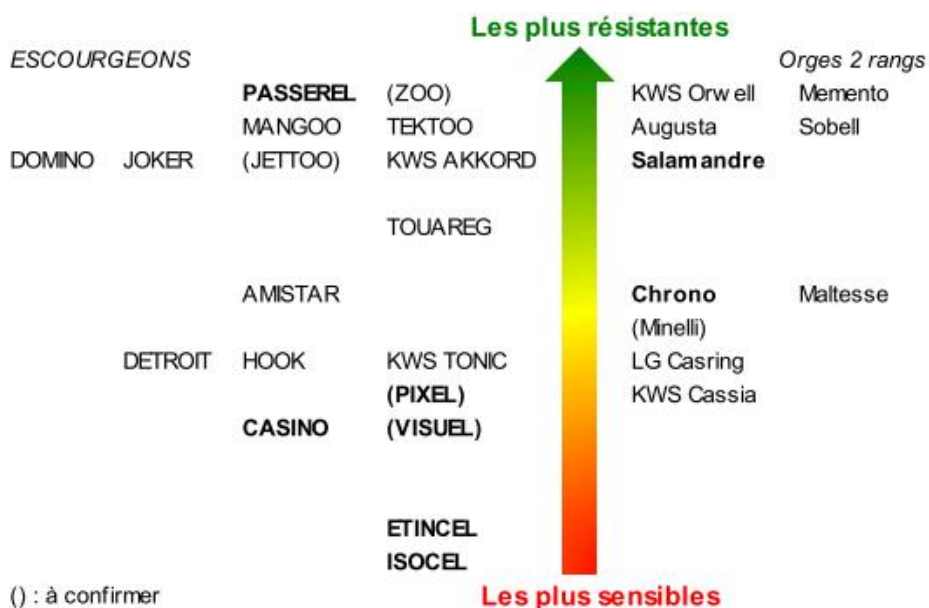 Les plus résistantes
ESCOURGEONS Orges 2 rangs
PASSEREL (ZOO) KWS Orwell Memento
MANGOO TEKTOO Augusta Sobell
DOMINO JOKER (JETTOO) KWS AKKORD Salamandre
TOUAREG
AMISTAR Chrono Maltesse
(Minelli)
DETROIT HOOK KWS TONIC LG Casring
(PIXEL) KWS Cassia
CASINO (VISUEL)
ETINCEL
ISOCEL
() : à confirmer Les plus sensibles